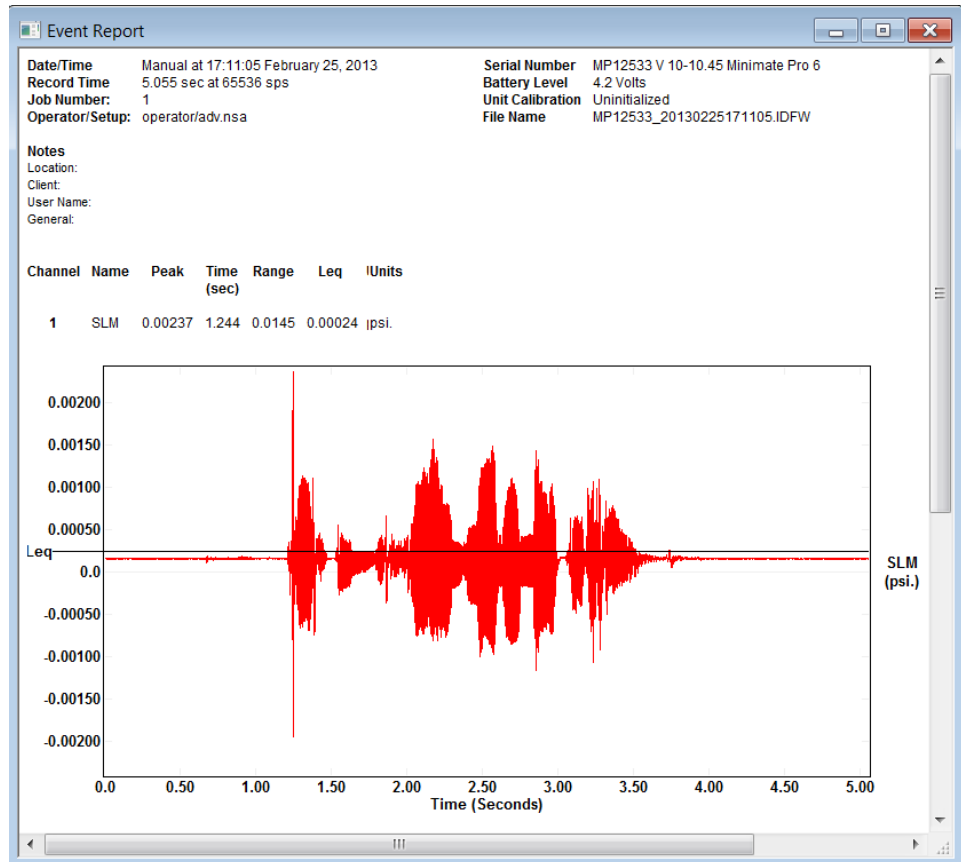 Event Report
Date/Time Manual at 17:11:05 February 25, 2013 Serial Number MP12533 V 10-10.45 Minimate Pro 6
Record Time 5.055 sec at 65536 sps Battery Level 4.2 Volts
Job Number: 1 Unit Calibration Uninitialized
Operator/Setup: operator/adv.nsa File Name MP12533_20130225171105.IDFW
Notes
Location:
Client:
User Name:
General:
Channel Name Peak Time Range Leq Units
(sec)
1 SLM 0.00237 1.244 0.0145 0.00024 psi.
0.00200
0.00150
0.00100
0.00050
Leq
0.0
-0.00050
-0.00100
-0.00150
-0.00200
SLM
(psi.)
0.0 0.50 1.00 1.50 2.00 2.50 3.00 3.50 4.00 4.50 5.00
Time (Seconds)